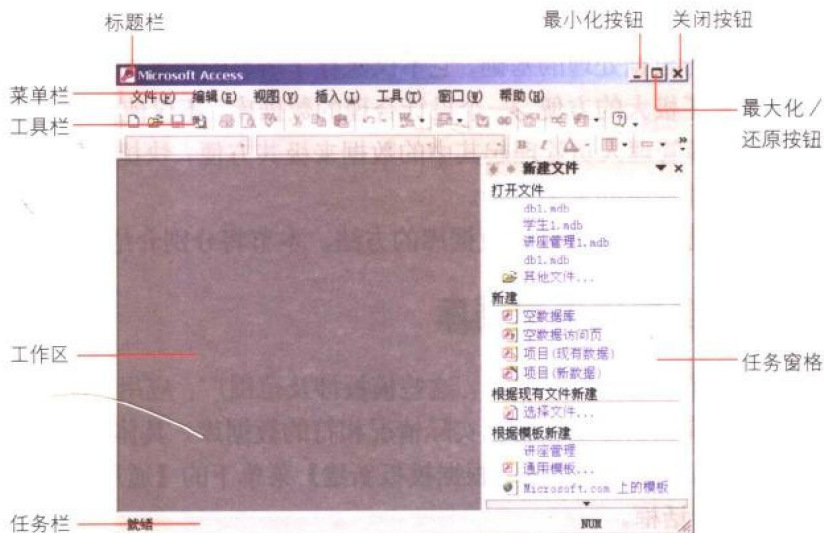 标题栏
最小化按钮
关闭按钮
Microsoft Access
菜单栏
文件(F) 编辑(E) 视图(V) 插入(I) 工具(T) 窗口(W) 帮助(H)
工具栏
最大化/
还原按钮
B I A
新建文件
打开文件
db1.mdb
学生1.mdb
讲座管理1.mdb
db1.mdb
其他文件...
新建
空数据库
空数据访问页
项目(现有数据)
项目(新数据)
工作区
任务窗格
根据现有文件新建
选择文件...
根据模板新建
讲座管理
通用模板...
Microsoft.com 上的模板
任务栏
就绪
NUM